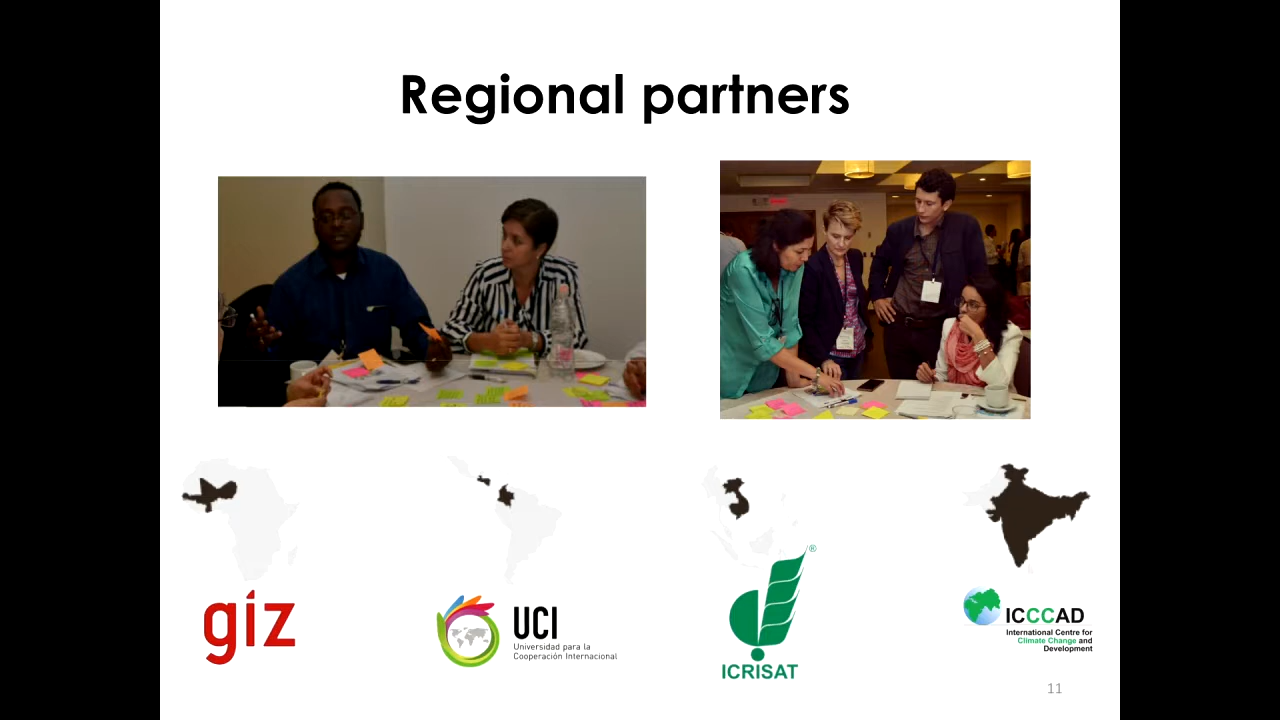 Regional partners
giz
UCI
Universidad para la
Cooperación Internacional
®
ICRISAT
ICCCAD
International Centre for
Climate Change and
Development
11